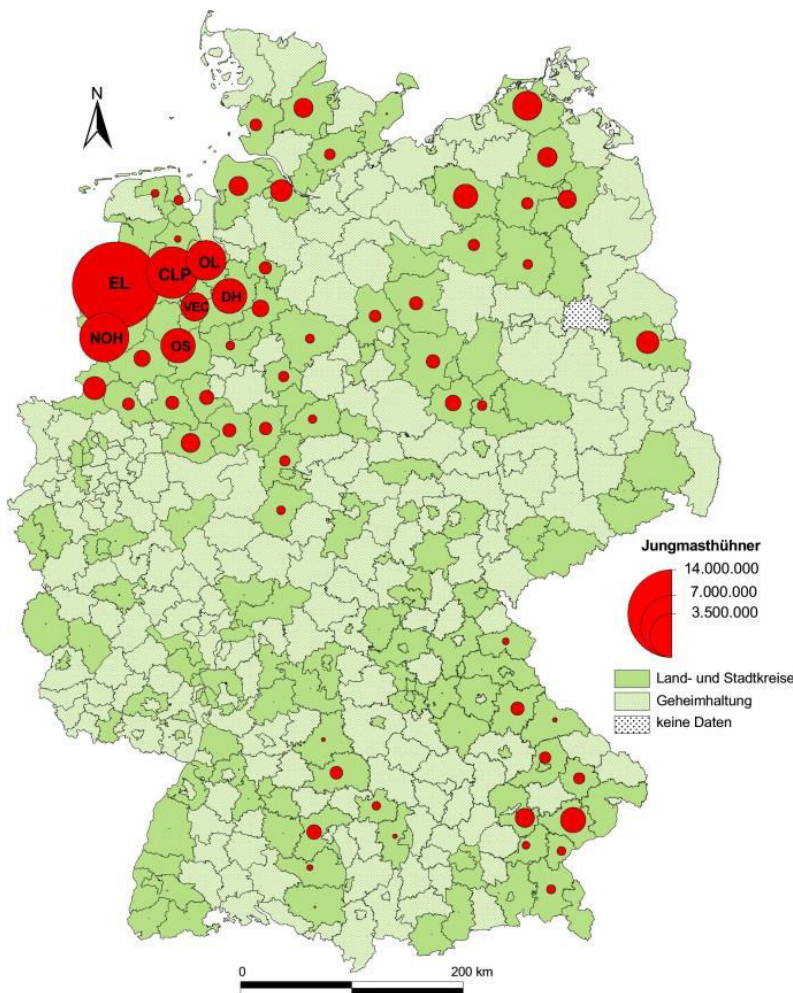 N
EL
CLP
OL
VEC
DH
NOH
OS
Jungmasthühner
14.000.000
7.000.000
3.500.000
Land- und Stadtkreise
Geheimhaltung
keine Daten
0
200 km